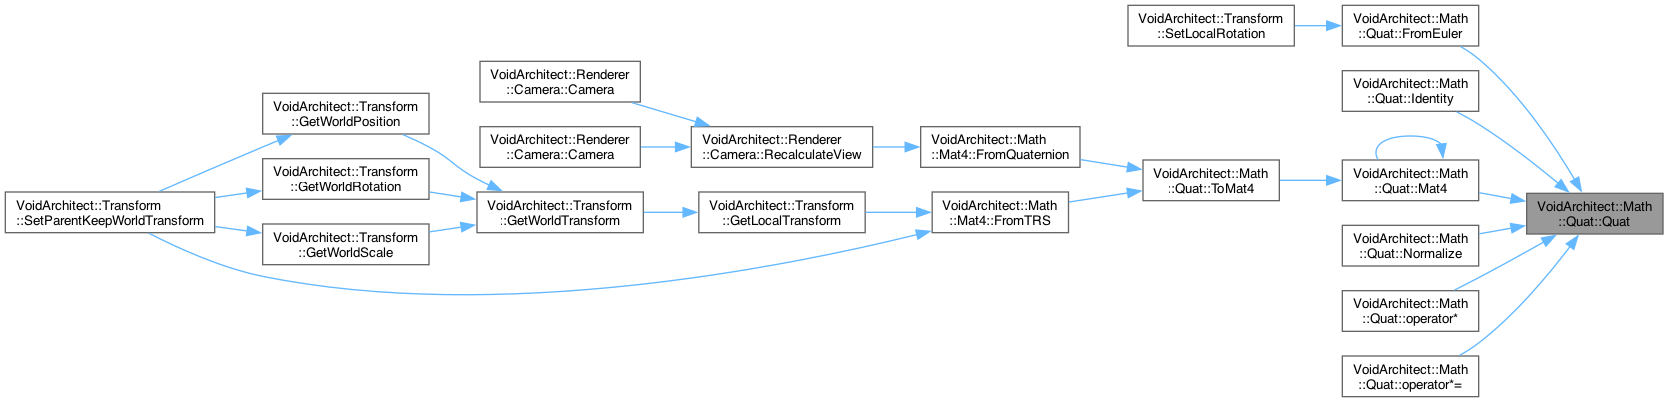 VoidArchitect::Transform
::SetParentKeepWorldTransform
VoidArchitect::Transform
::GetWorldPosition
VoidArchitect::Transform
::GetWorldRotation
VoidArchitect::Transform
::GetWorldScale
VoidArchitect::Renderer
::Camera::Camera
VoidArchitect::Renderer
::Camera::Camera
VoidArchitect::Transform
::GetWorldTransform
VoidArchitect::Renderer
::Camera::RecalculateView
VoidArchitect::Transform
::GetLocalTransform
VoidArchitect::Math
::Mat4::FromQuaternion
VoidArchitect::Math
::Mat4::FromTRS
VoidArchitect::Transform
::SetLocalRotation
VoidArchitect::Math
::Quat::ToMat4
VoidArchitect::Math
::Quat::FromEuler
VoidArchitect::Math
::Quat::Identity
VoidArchitect::Math
::Quat::Mat4
VoidArchitect::Math
::Quat::Normalize
VoidArchitect::Math
::Quat::operator*
VoidArchitect::Math
::Quat::operator*=
VoidArchitect::Math
::Quat::Quat